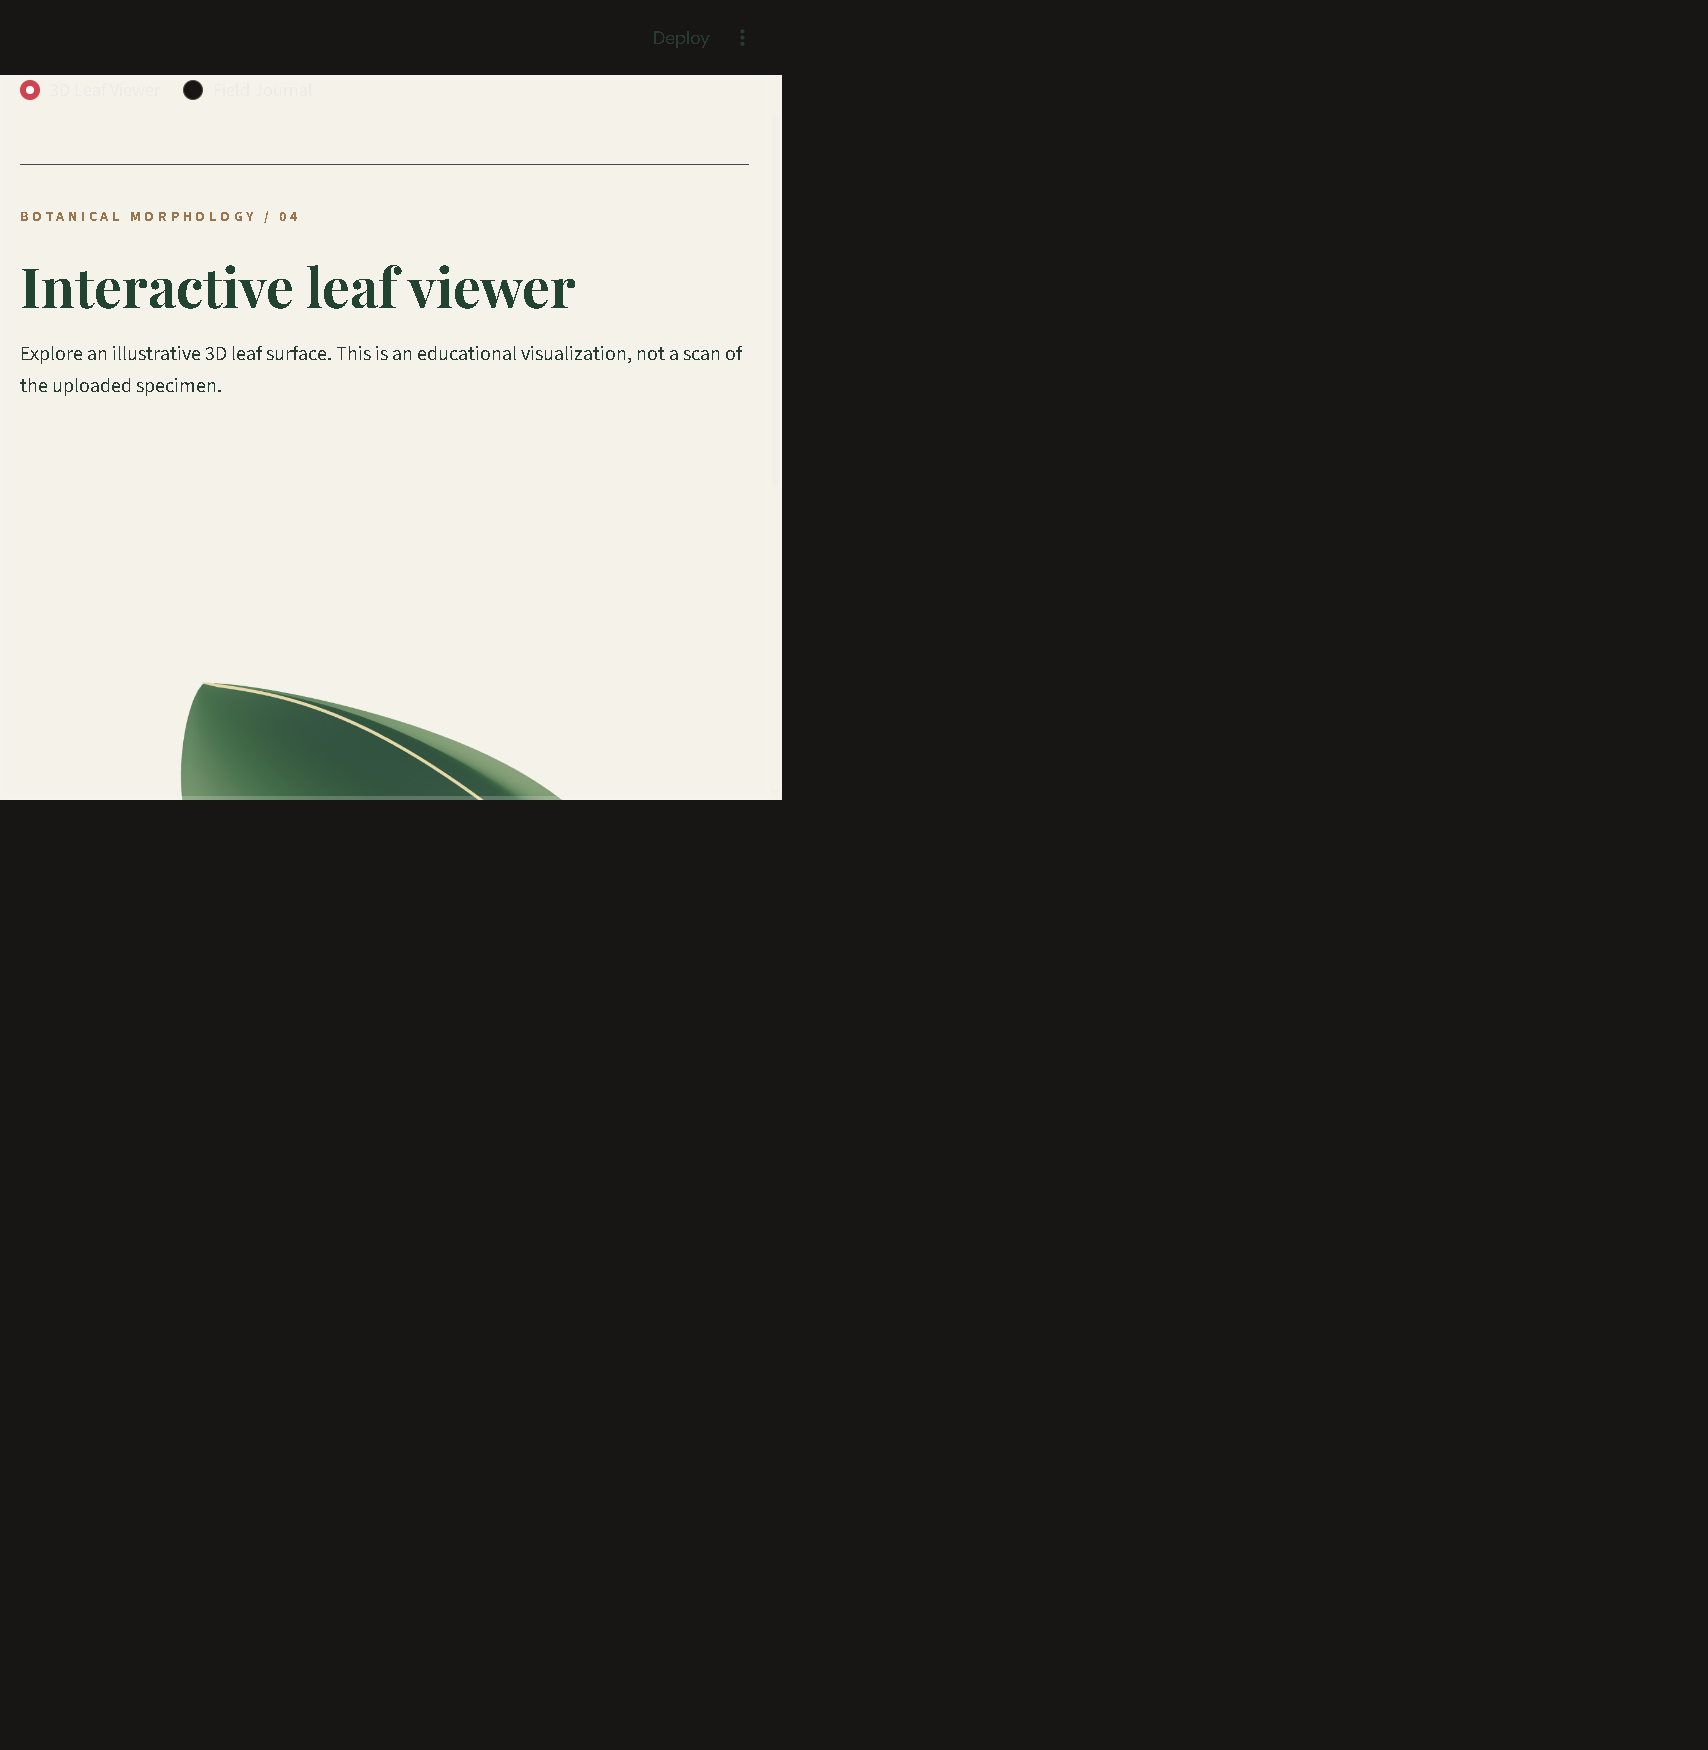 Deploy
3D Leaf Viewer Field Journal
BOTANICAL MORPHOLOGY / 04
Interactive leaf viewer
Explore an illustrative 3D leaf surface. This is an educational visualization, not a scan of
the uploaded specimen.